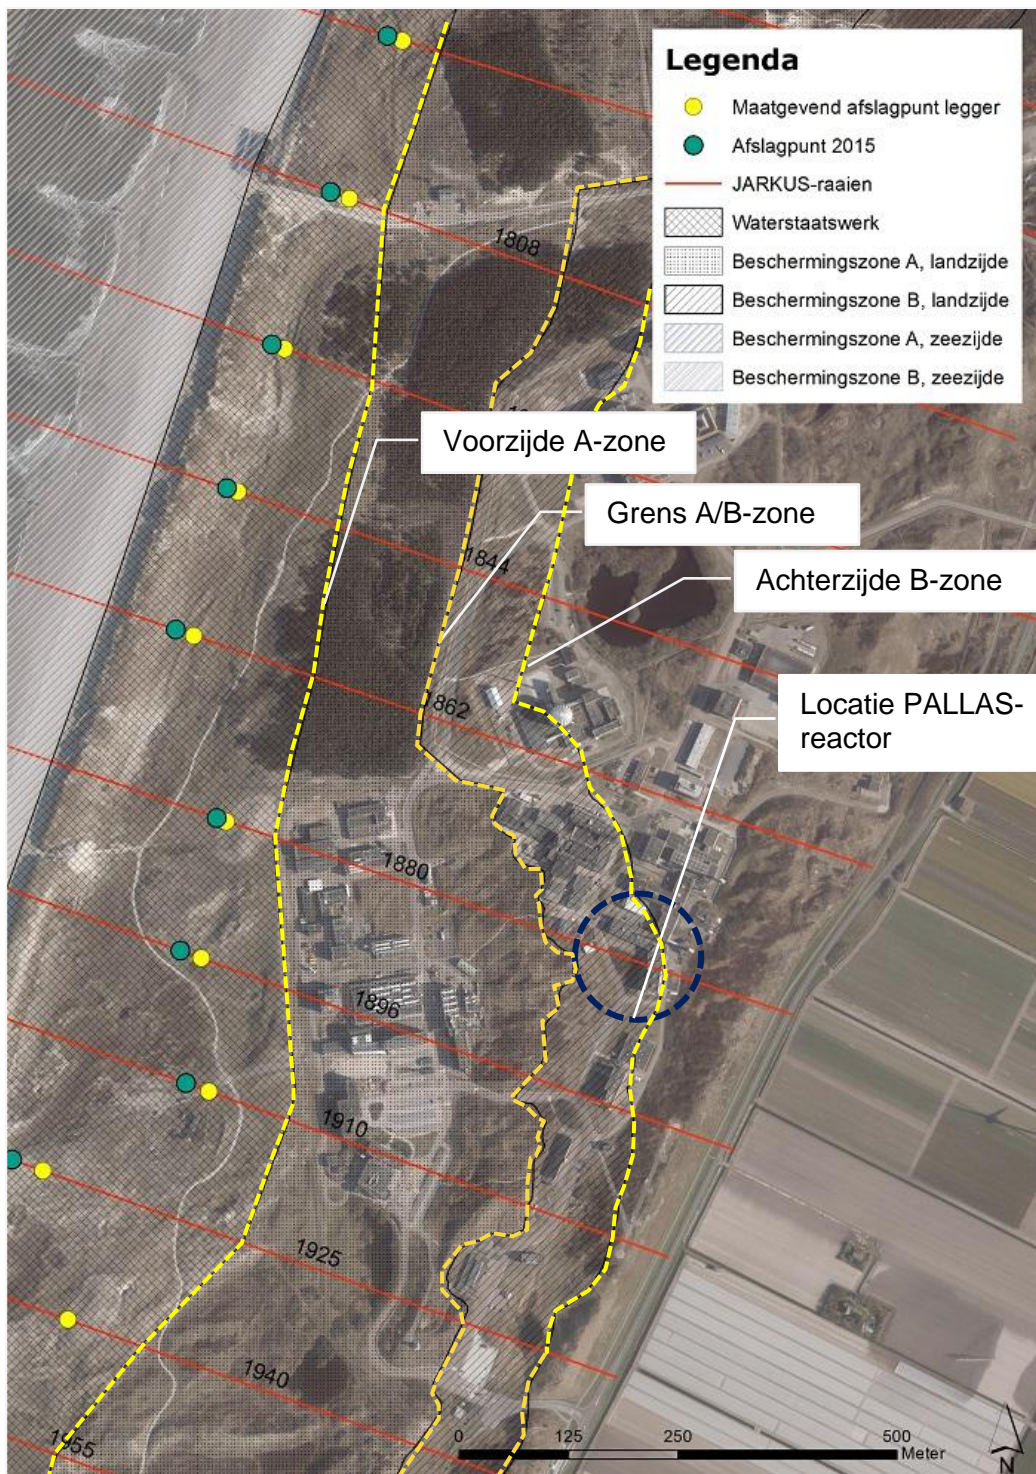 Legenda
Maatgevend afslagpunt legger
Afslagpunt 2015
JARKUS-raaien
Waterstaatswerk
Beschermingszone A, landzijde
Beschermingszone B, landzijde
Beschermingszone A, zeezijde
Beschermingszone B, zeezijde
1808
Voorzijde A-zone
Grens A/B-zone
1844
Achterzijde B-zone
1862
Locatie PALLAS-
reactor
1880
1896
1910
1925
1940
1955
0 125 250 500
Meter
N